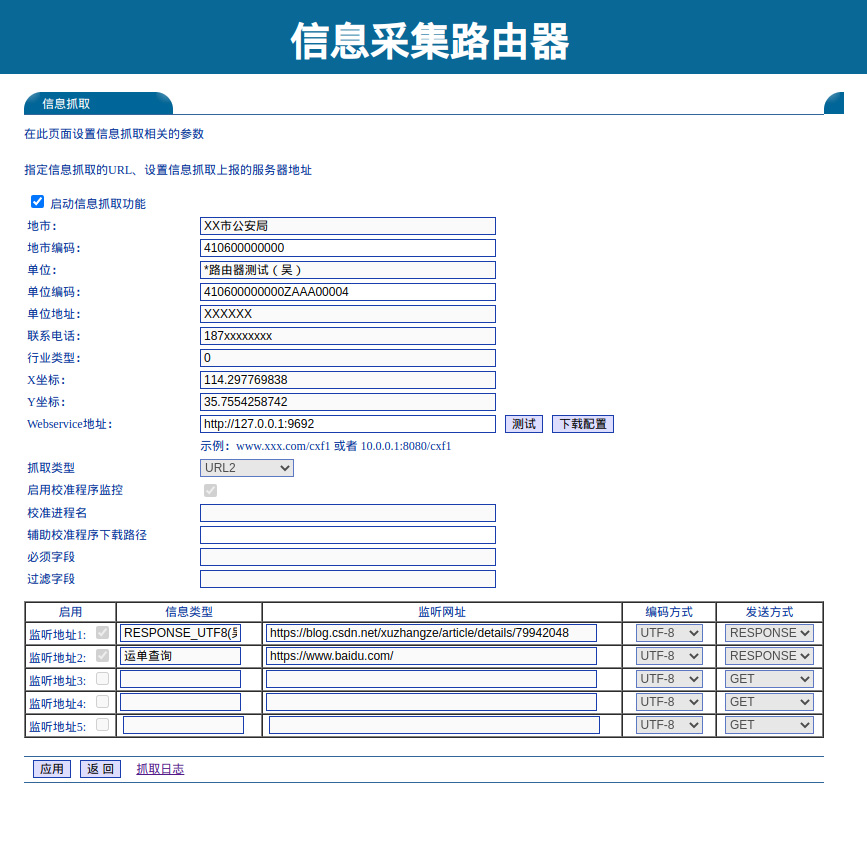 信息采集路由器
信息抓取
在此页面设置信息抓取相关的参数
指定信息抓取的URL、设置信息抓取上报的服务器地址
启动信息抓取功能
地市: XX市公安局
地市编码: 410600000000
单位: *路由器测试（吴）
单位编码: 410600000000ZAAA00004
单位地址: XXXXXX
联系电话: 187xxxxxxxx
行业类型: 0
X坐标: 114.297769838
Y坐标: 35.7554258742
Webservice地址: http://127.0.0.1:9692 测试 下载配置
示例: www.xxx.com/cxf1 或者 10.0.0.1:8080/cxf1
抓取类型 URL2
启用校准程序监控
校准进程名
辅助校准程序下载路径
必须字段
过滤字段
启用 信息类型 监听网址 编码方式 发送方式
监听地址1: RESPONSE_UTF8( https://blog.csdn.net/xuzhangze/article/details/79942048 UTF-8 RESPONSE
监听地址2: 运单查询 https://www.baidu.com/ UTF-8 RESPONSE
监听地址3: UTF-8 GET
监听地址4: UTF-8 GET
监听地址5: UTF-8 GET
应用 返 回 抓取日志